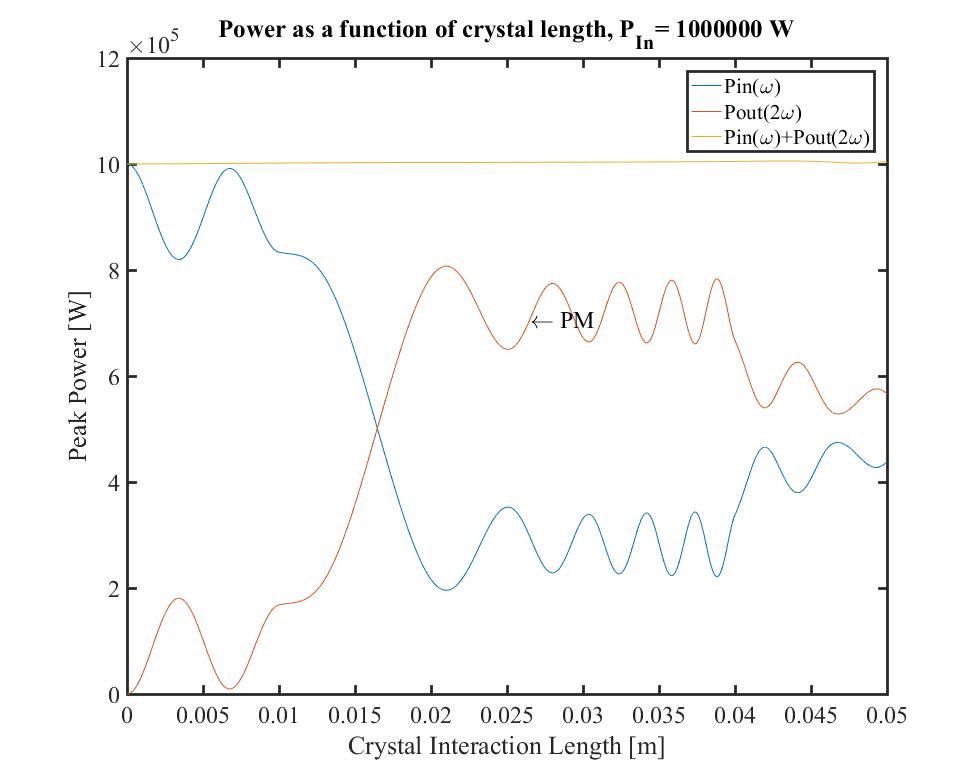 Power as a function of crystal length, P_In= 1000000 W
×10^5
12
10
8
6
4
2
0
Peak Power [W]
Pin(ω)
Pout(2ω)
Pin(ω)+Pout(2ω)
← PM
0 0.005 0.01 0.015 0.02 0.025 0.03 0.035 0.04 0.045 0.05
Crystal Interaction Length [m]